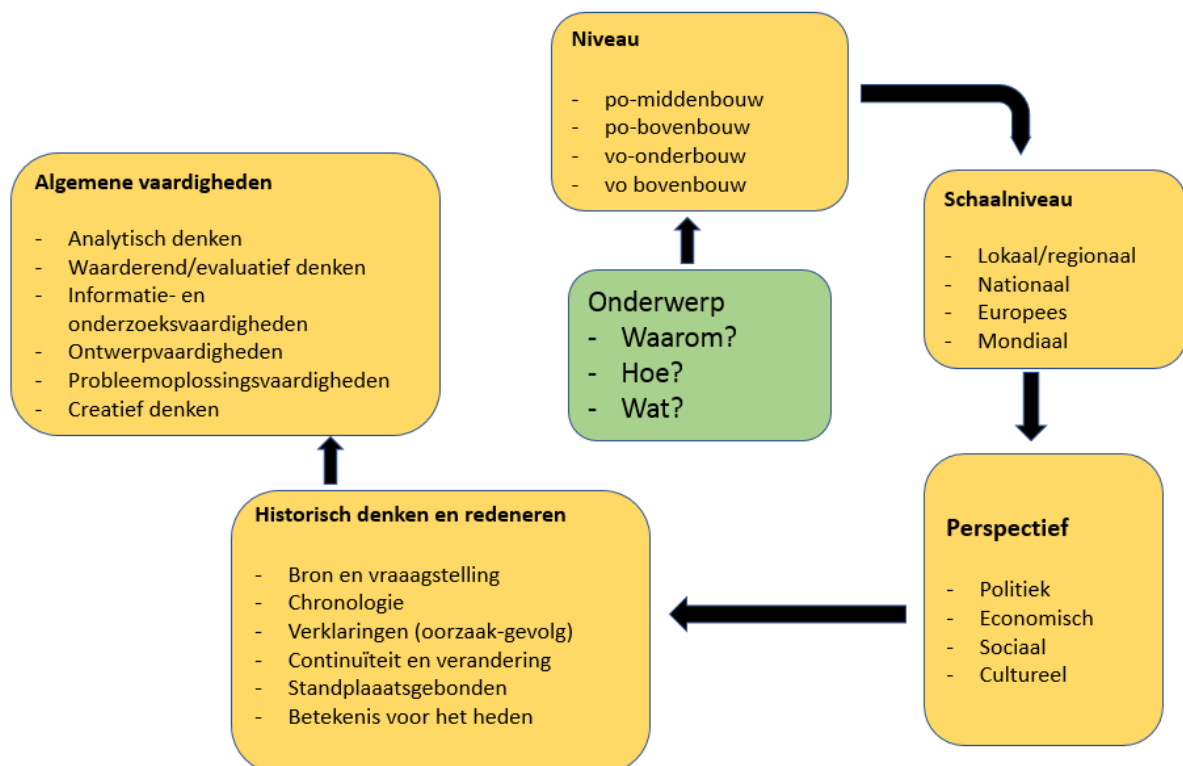 Onderwerp
- Waarom?
- Hoe?
- Wat?
Niveau
- po-middenbouw
- po-bovenbouw
- vo-onderbouw
- vo bovenbouw
Schaalniveau
- Lokaal/regionaal
- Nationaal
- Europees
- Mondiaal
Perspectief
- Politiek
- Economisch
- Sociaal
- Cultureel
Historisch denken en redeneren
- Bron en vraaagstelling
- Chronologie
- Verklaringen (oorzaak-gevolg)
- Continuïteit en verandering
- Standplaaatsgebonden
- Betekenis voor het heden
Algemene vaardigheden
- Analytisch denken
- Waarderend/evaluatief denken
- Informatie- en
onderzoeksvaardigheden
- Ontwerpvaardigheden
- Probleemoplossingsvaardigheden
- Creatief denken